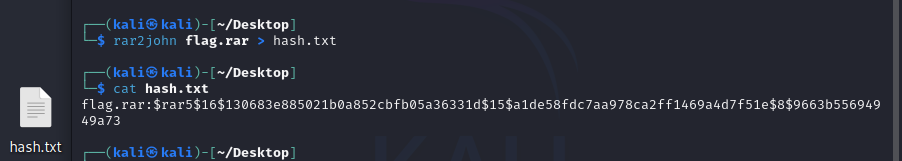 ┌──(kali㉿kali)-[~/Desktop]
└─$ rar2john flag.rar > hash.txt
┌──(kali㉿kali)-[~/Desktop]
└─$ cat hash.txt
flag.rar:$rar5$16$130683e885021b0a852cbfb05a36331d$15$a1de58fdc7aa978ca2ff1469a4d7f51e$8$9663b556949
49a73
┌──(kali㉿kali)-[~/Desktop]
hash.txt
KALI